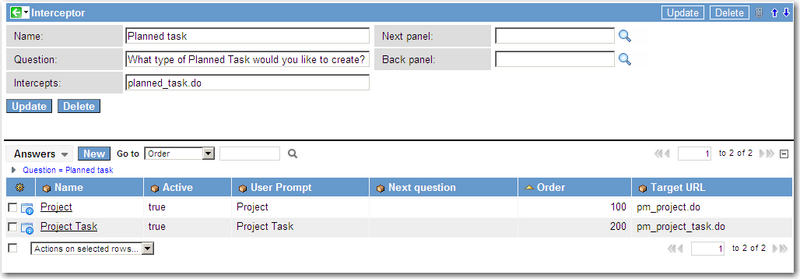 Interceptor Update Delete
Name: Planned task Next panel:
Question: What type of Planned Task would you like to create? Back panel:
Intercepts: planned_task.do
Update Delete
Answers New Go to Order 1 to 2 of 2
Question = Planned task
Name Active User Prompt Next question Order Target URL
Project true Project 100 pm_project.do
Project Task true Project Task 200 pm_project_task.do
Actions on selected rows... 1 to 2 of 2